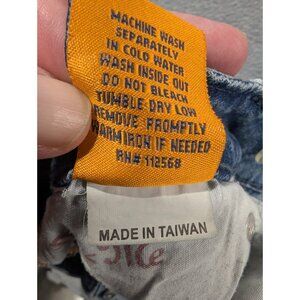 MACHINE WASH
SEPARATELY
IN COLD WATER
WASH INSIDE OUT
DO NOT BLEACH
TUMBLE DRY LOW
REMOVE PROMPTLY
WARM IRON IF NEEDED
RN# 112568
MADE IN TAIWAN